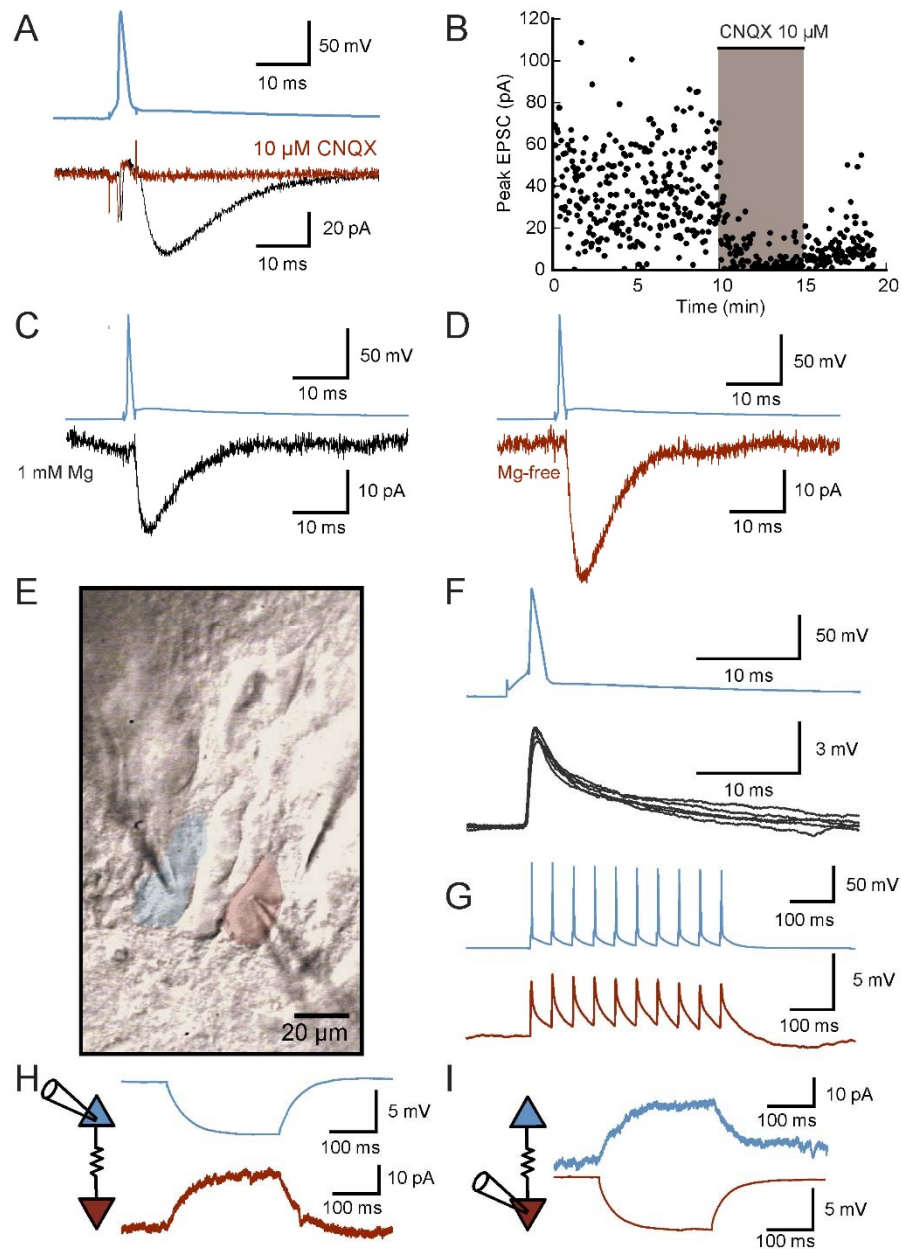 A
50 mV
10 ms
10 µM CNQX
20 pA
10 ms
B
CNQX 10 µM
Peak EPSC (pA)
120
100
80
60
40
20
0
0
5
10
15
20
Time (min)
C
50 mV
10 ms
1 mM Mg
10 pA
10 ms
D
50 mV
10 ms
Mg-free
10 pA
10 ms
E
20 µm
F
50 mV
10 ms
3 mV
10 ms
G
50 mV
100 ms
5 mV
100 ms
H
5 mV
100 ms
10 pA
100 ms
I
10 pA
100 ms
5 mV
100 ms